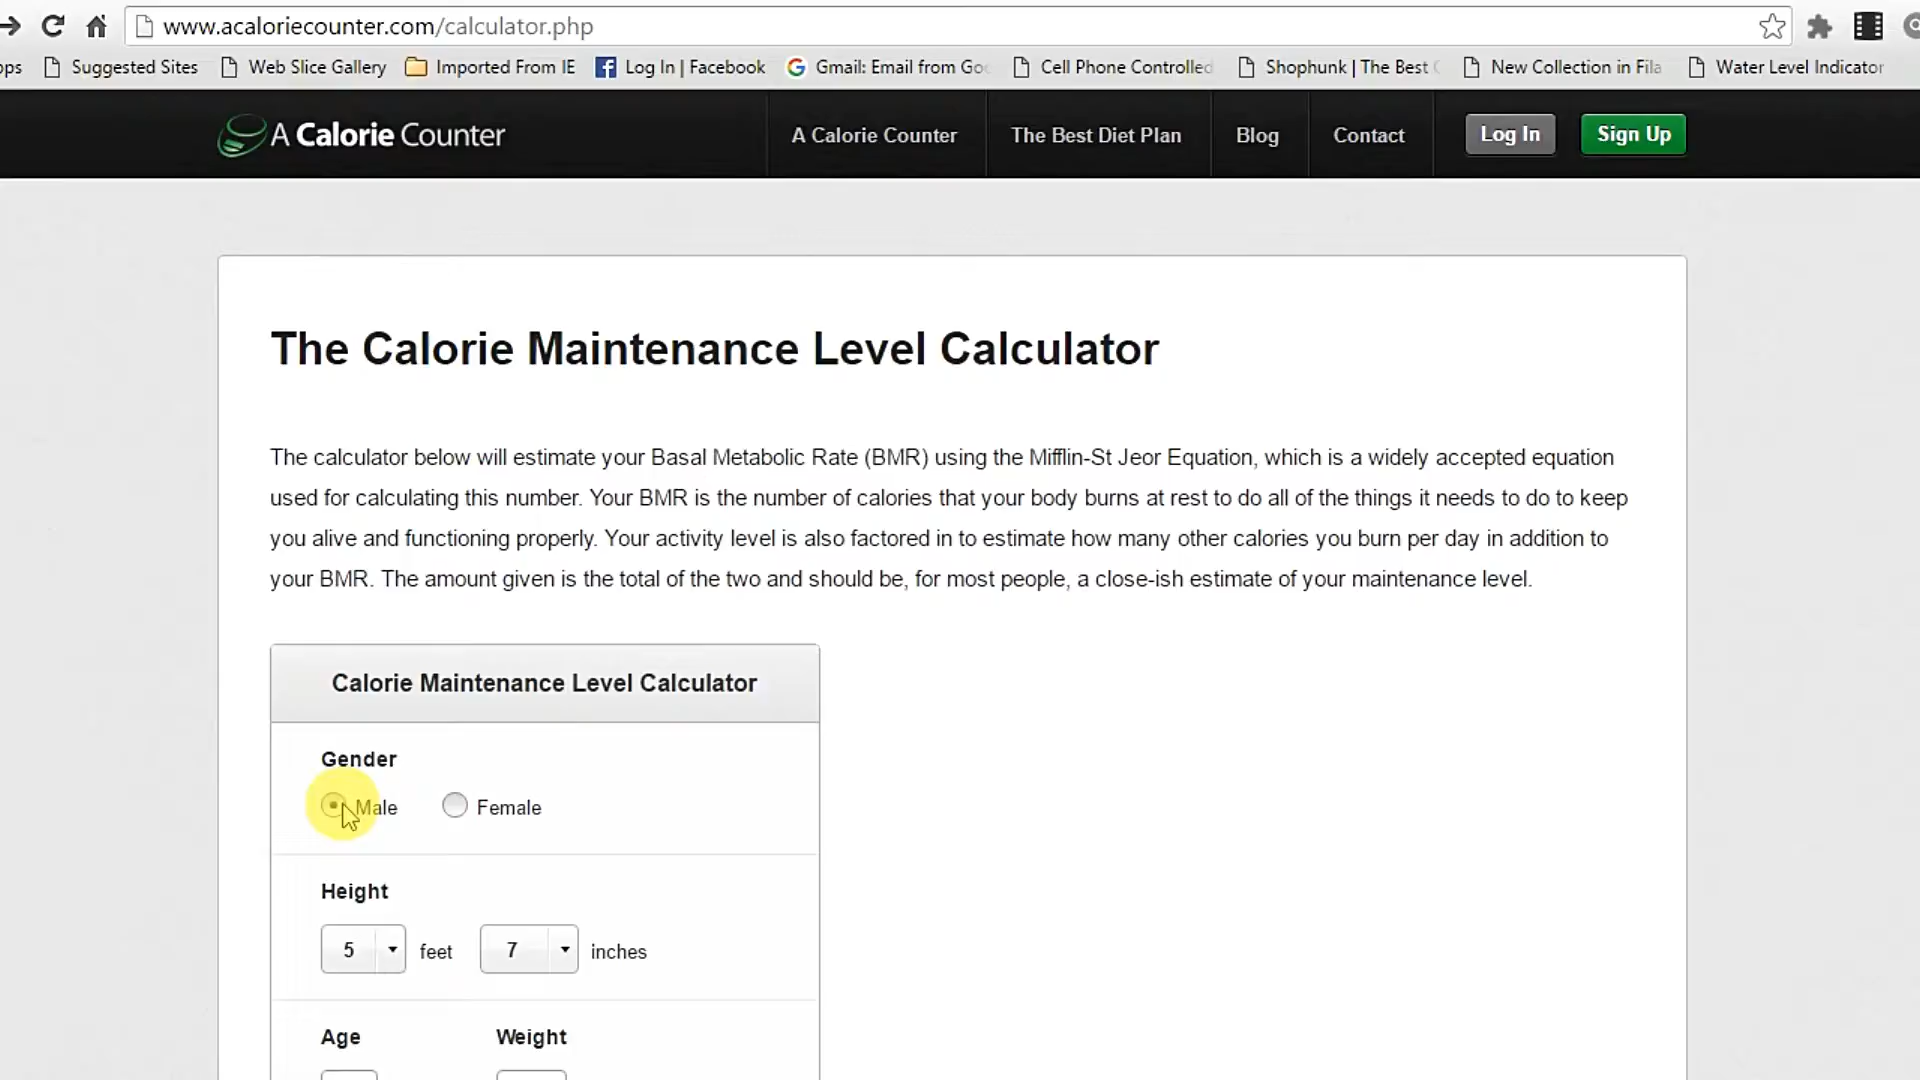 www.acaloriecounter.com/calculator.php
Suggested Sites Web Slice Gallery Imported From IE Log In | Facebook Gmail: Email from Cell Phone Controlled Shophunk | The Best New Collection in Water Level Indicator
A Calorie Counter A Calorie Counter The Best Diet Plan Blog Contact Log In Sign Up
The Calorie Maintenance Level Calculator
The calculator below will estimate your Basal Metabolic Rate (BMR) using the Mifflin-St Jeor Equation, which is a widely accepted equation
used for calculating this number. Your BMR is the number of calories that your body burns at rest to do all of the things it needs to do to keep
you alive and functioning properly. Your activity level is also factored in to estimate how many other calories you burn per day in addition to
your BMR. The amount given is the total of the two and should be, for most people, a close-ish estimate of your maintenance level.
Calorie Maintenance Level Calculator
Gender
Male Female
Height
5 feet 7 inches
Age Weight